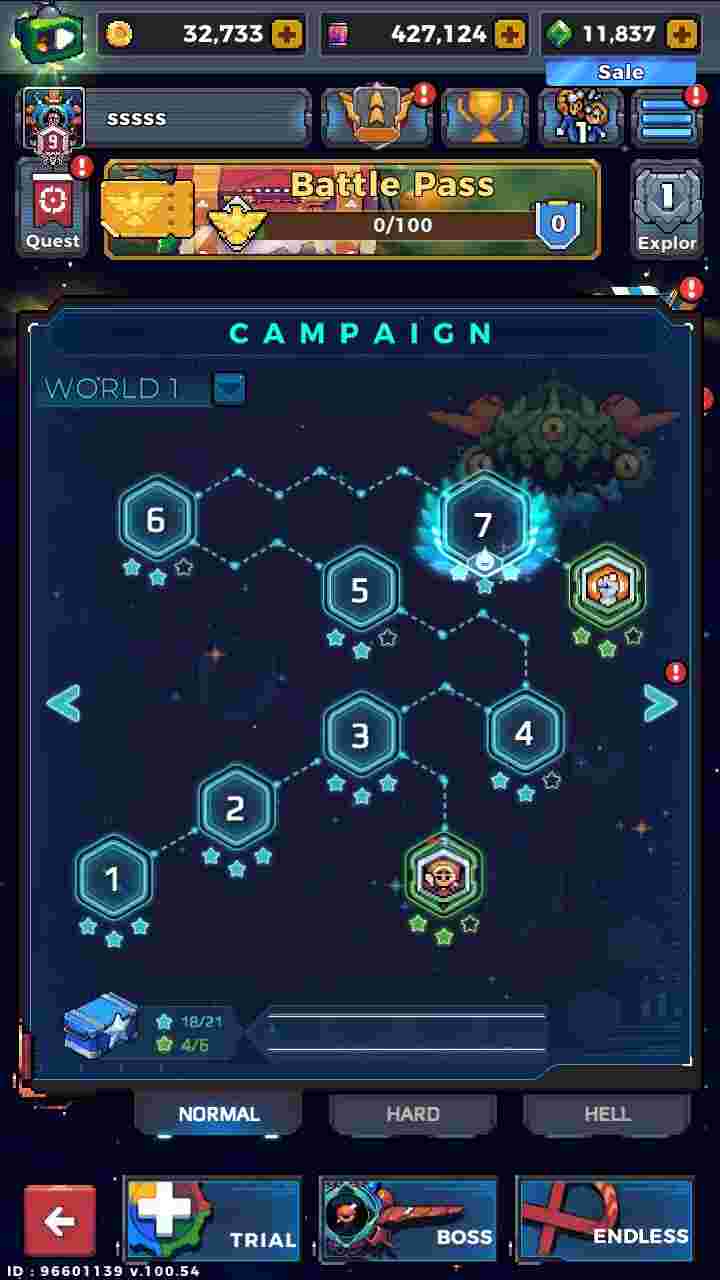 32,733
427,124
11,837
Sale
9
sssss
1
Quest
Battle Pass
0/100
0
1
Explor
CAMPAIGN
WORLD 1
6
7
5
3
4
2
1
18/21
4/6
NORMAL
HARD
HELL
TRIAL
BOSS
ENDLESS
ID : 96601139 v.100.54